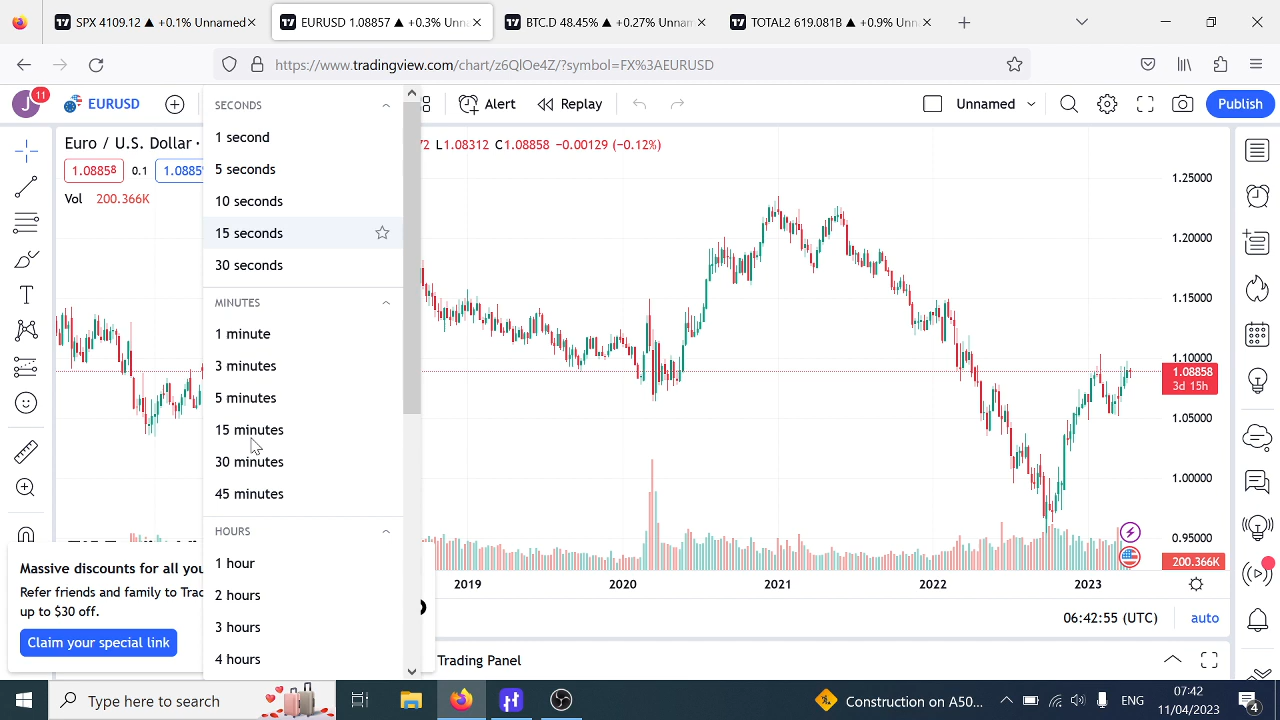 SPX 4109.12 ▲ +0.1% Unnamed
EURUSD 1.08857 ▲ +0.3% Unn
BTC.D 48.45% ▲ +0.27% Unnam
TOTAL2 619.081B ▲ +0.9% Unn
https://www.tradingview.com/chart/z6QlOe4Z/?symbol=FX%3AEURUSD
J
11
EURUSD
Alert
Replay
Unnamed
Publish
Euro / U.S. Dollar ·
72 L1.08312 C1.08858 −0.00129 (−0.12%)
1.08858
0.1
1.0885
Vol 200.366K
SECONDS
1 second
5 seconds
10 seconds
15 seconds
30 seconds
MINUTES
1 minute
3 minutes
5 minutes
15 minutes
30 minutes
45 minutes
HOURS
1 hour
2 hours
3 hours
4 hours
1.25000
1.20000
1.15000
1.10000
1.08858
3d 15h
1.05000
1.00000
0.95000
200.366K
2019
2020
2021
2022
2023
06:42:55 (UTC)
auto
Massive discounts for all you
Refer friends and family to Trad
up to $30 off.
Claim your special link
Trading Panel
Type here to search
Construction on A50...
ENG
07:42
11/04/2023
4